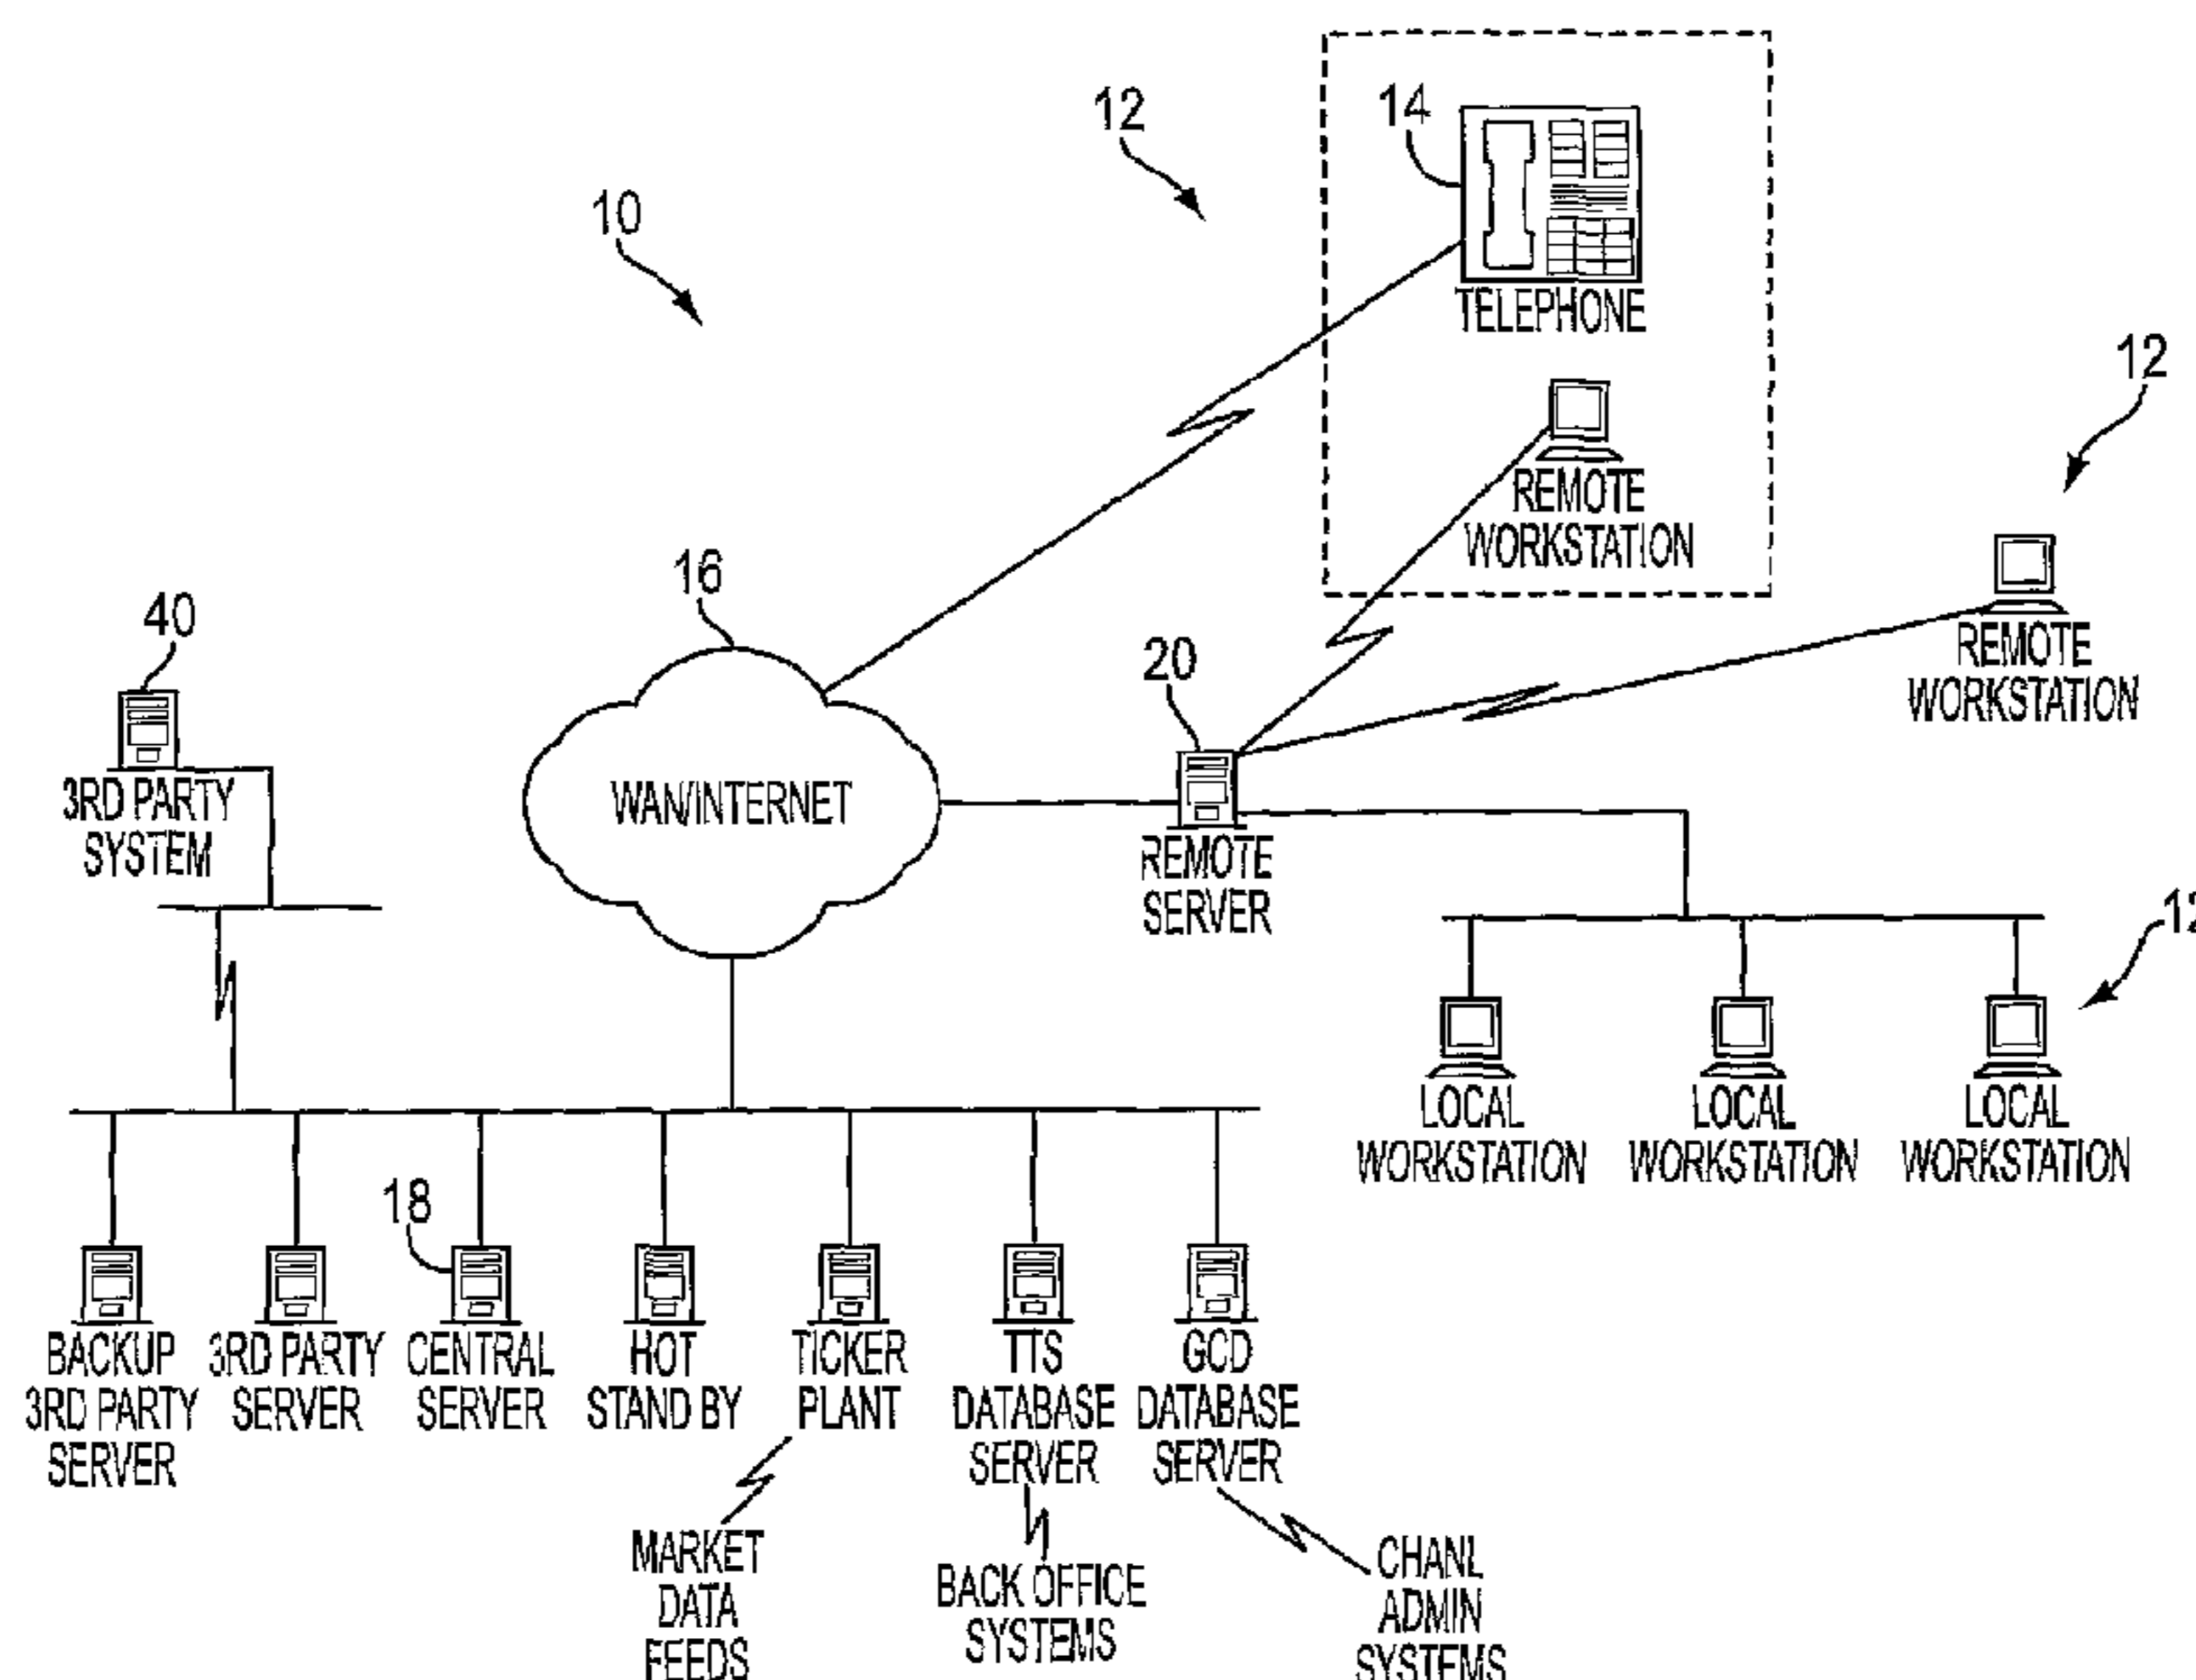 12
14
10
TELEPHONE
12
REMOTE
WORKSTATION
16
40
20
REMOTE
WORKSTATION
WAN/INTERNET
3RD PARTY
SYSTEM
REMOTE
SERVER
12
LOCAL
WORKSTATION
LOCAL
WORKSTATION
LOCAL
WORKSTATION
18
BACKUP
3RD PARTY
SERVER
3RD PARTY
SERVER
CENTRAL
SERVER
HOT
STAND BY
TICKER
PLANT
TTS
DATABASE
SERVER
GCD
DATABASE
SERVER
MARKET
DATA
FEEDS
BACK OFFICE
SYSTEMS
CHANL
ADMIN
SYSTEMS